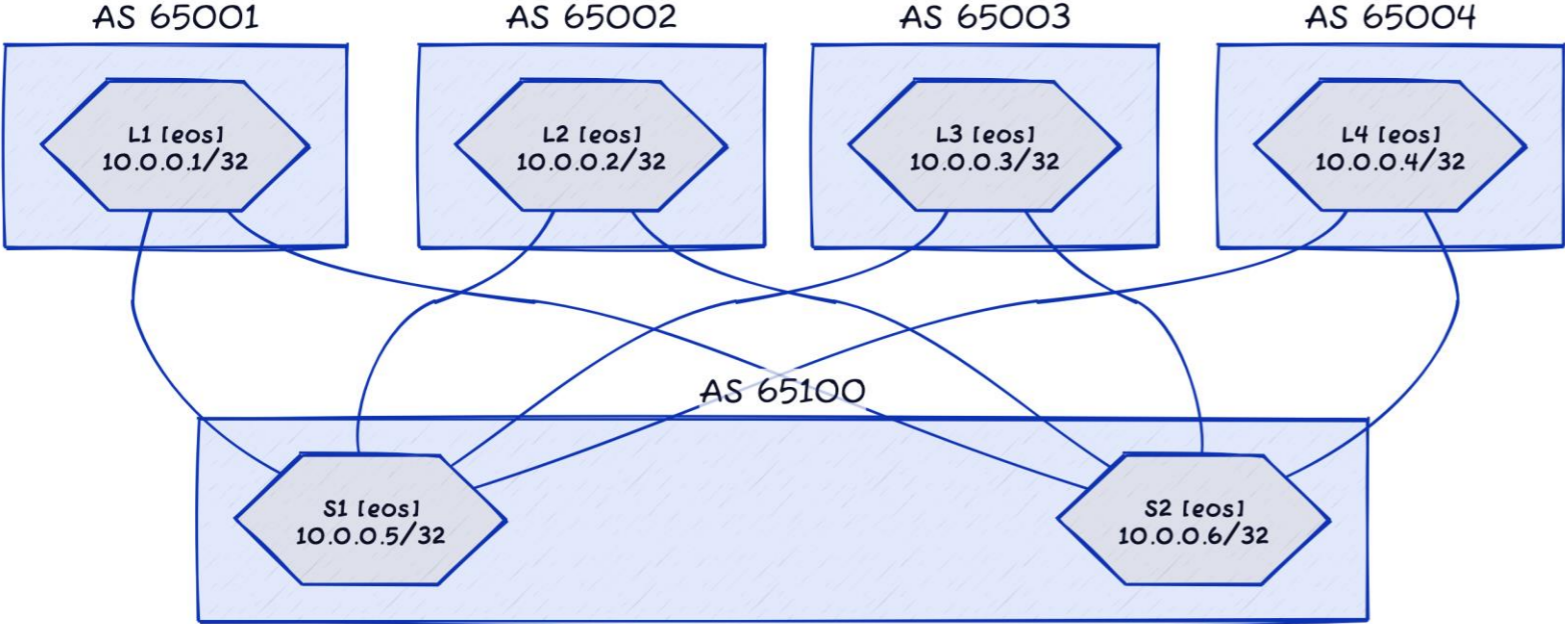 AS 65001
AS 65002
AS 65003
AS 65004
L1 [eos]
10.0.0.1/32
L2 [eos]
10.0.0.2/32
L3 [eos]
10.0.0.3/32
L4 [eos]
10.0.0.4/32
AS 65100
S1 [eos]
10.0.0.5/32
S2 [eos]
10.0.0.6/32